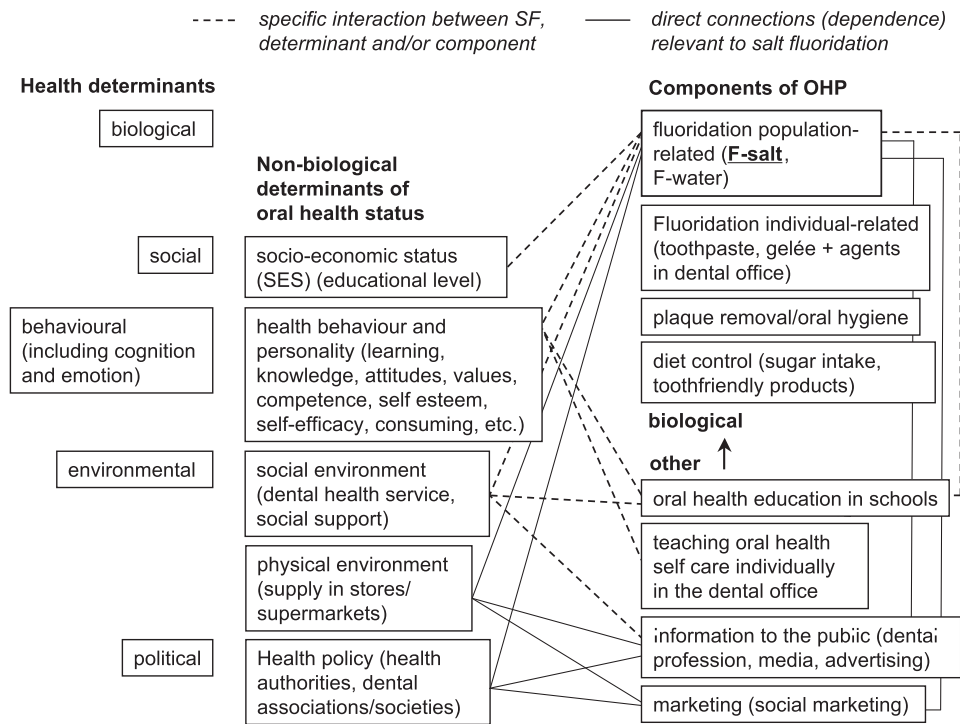 specific interaction between SF,
determinant and/or component
direct connections (dependence)
relevant to salt fluidation
Health determinants
biological
social
behavioural
(including cognition
and emotion)
environmental
political
Non-biological
determinants of
oral health status
socio-economic status
(SES) (educational level)
health behaviour and
personality (learning,
knowledge, attitudes, values,
competence, self esteem,
self-efficacy, consuming, etc.)
social environment
(dental health service,
social support)
physical environment
(supply in stores/
supermarkets)
Health policy (health
authorities, dental
associations/societies)
Components of OHP
fluoridation population-
related (F-salt,
F-water)
Fluoridation individual-related
(toothpaste, gelée + agents
in dental office)
plaque removal/oral hygiene
diet control (sugar intake,
toothfriendly products)
biological
other
oral health education in schools
teaching oral health
self care individually
in the dental office
information to the public (dental
profession, media, advertising)
marketing (social marketing)